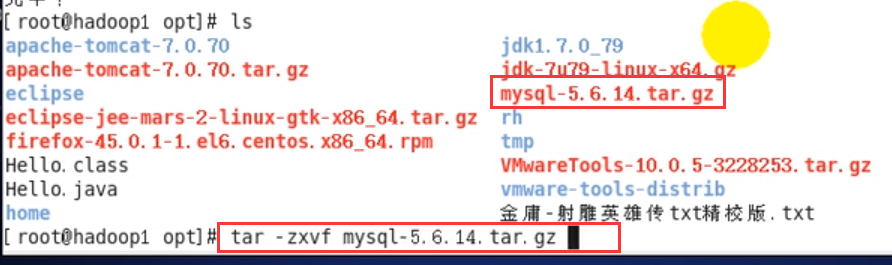 [root@hadoop1 opt]# ls
apache-tomcat-7.0.70 jdk1.7.0_79
apache-tomcat-7.0.70.tar.gz jdk-7u79-linux-x64.gz
eclipse mysql-5.6.14.tar.gz
eclipse-jee-mars-2-linux-gtk-x86_64.tar.gz rh
firefox-45.0.1-1.el6.centos.x86_64.rpm tmp
Hello.class VMwareTools-10.0.5-3228253.tar.gz
Hello.java vmware-tools-distrib
home 金庸-射雕英雄传txt精校版.txt
[root@hadoop1 opt]# tar -zxvf mysql-5.6.14.tar.gz